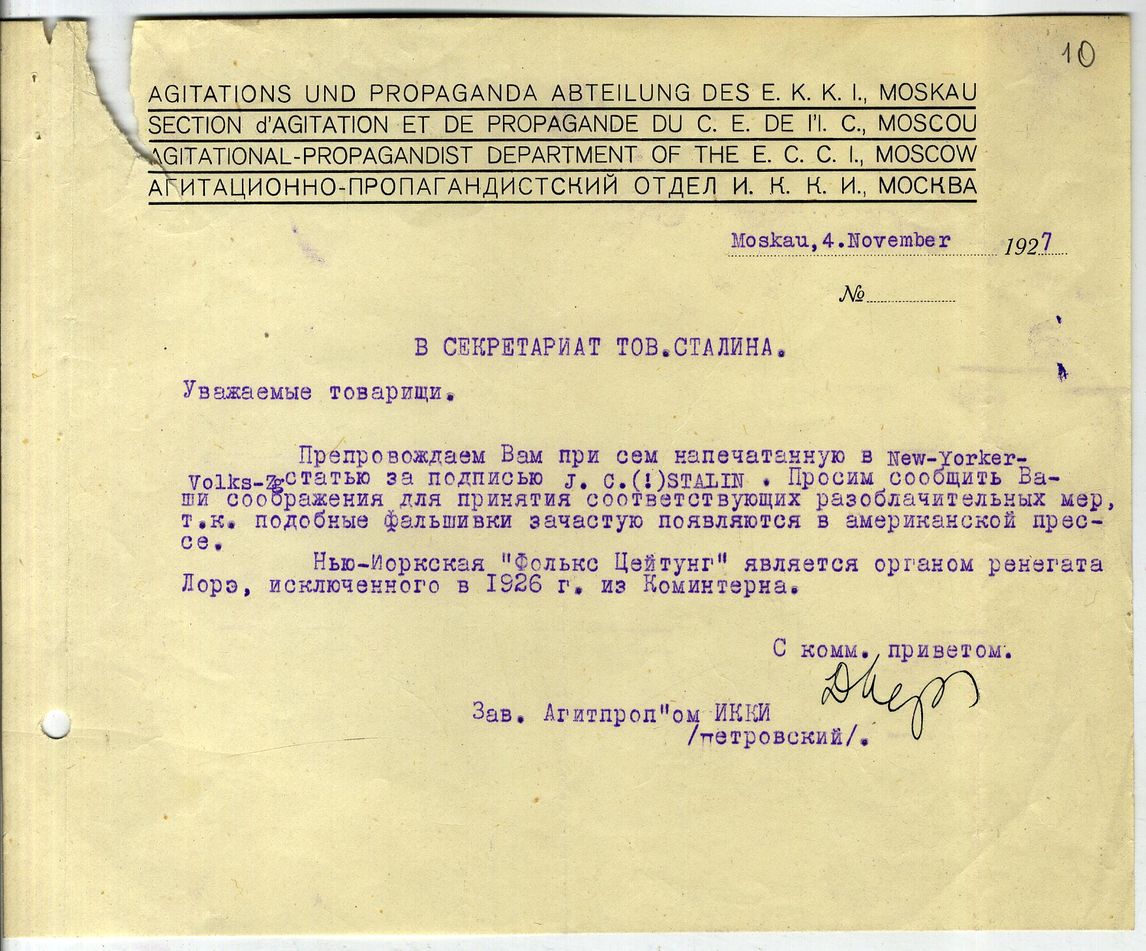 10
AGITATIONS UND PROPAGANDA ABTEILUNG DES E. K. K. I., MOSKAU
SECTION d'AGITATION ET DE PROPAGANDE DU C. E. DE l'I. C., MOSCOU
AGITATIONAL-PROPAGANDIST DEPARTMENT OF THE E. C. C. I., MOSCOW
АГИТАЦИОННО-ПРОПАГАНДИСТСКИЙ ОТДЕЛ И. К. К. И., МОСКВА
Moskau, 4. November 1927
№
В СЕКРЕТАРИАТ ТОВ.СТАЛИНА.
Уважаемые товарищи.
Препровождаем Вам при сем напечатанную в New-Yorker-
Volks-Zg статью за подписью J. C.(!)STALIN . Просим сообщить Ва-
ши соображения для принятия соответствующих разоблачительных мер,
т.к. подобные фальшивки зачастую появляются в американской прес-
се.
Нью-Иоркская "Фолькс Цейтунг" является органом ренегата
Лорэ, исключенного в 1926 г. из Коминтерна.
С комм. приветом.
Зав. Агитпроп"ом ИККИ
/петровский/.